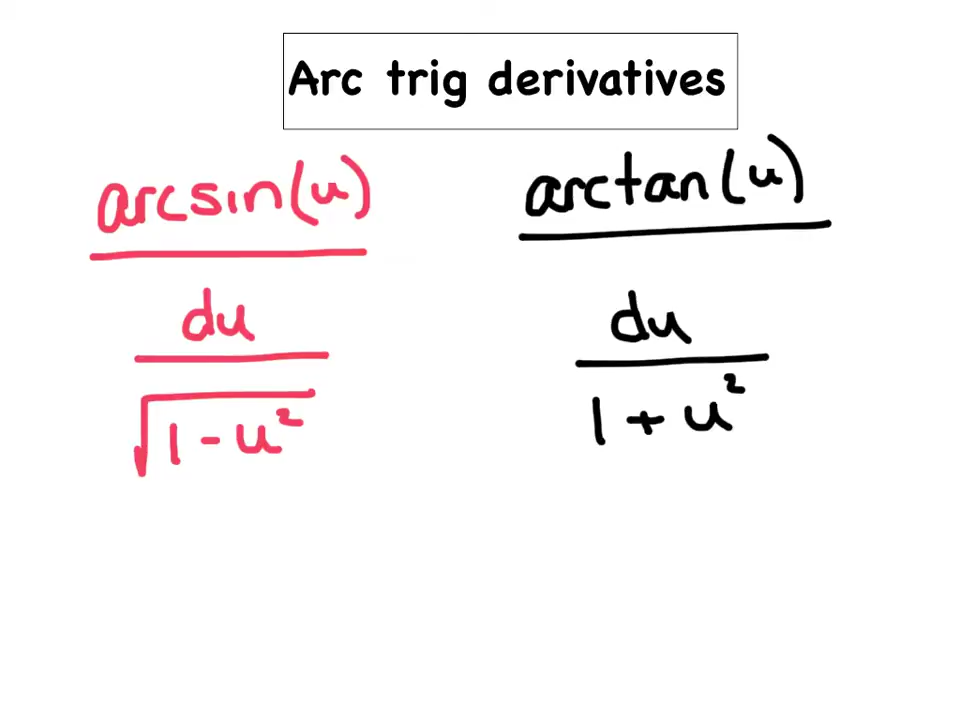 Arc trig derivatives
arcsin(u)
du
√1-u²
arctan(u)
du
1+u²